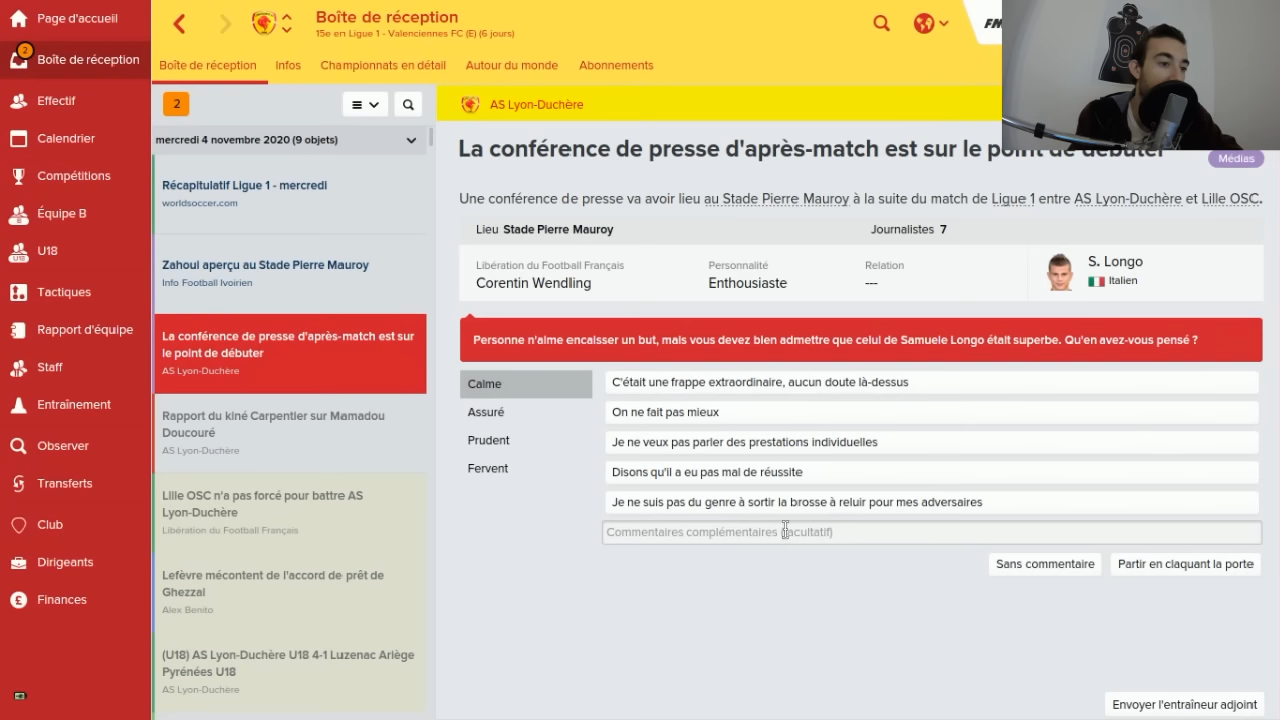 Page d'accueil
2
Boîte de réception
Effectif
Calendrier
Compétitions
Équipe B
U18
Tactiques
Rapport d'équipe
Staff
Entraînement
Observer
Transferts
Club
Dirigeants
Finances
Boîte de réception
15e en Ligue 1 - Valenciennes FC (E) (6 jours)
FM
Boîte de réception
Infos
Championnats en détail
Autour du monde
Abonnements
2
mercredi 4 novembre 2020 (9 objets)
Récapitulatif Ligue 1 - mercredi
worldsoccer.com
Zahoui aperçu au Stade Pierre Mauroy
Info Football Ivoirien
La conférence de presse d'après-match est sur
le point de débuter
AS Lyon-Duchère
Rapport du kiné Carpentier sur Mamadou
Doucouré
AS Lyon-Duchère
Lille OSC n'a pas forcé pour battre AS
Lyon-Duchère
Libération du Football Français
Lefèvre mécontent de l'accord de prêt de
Ghezzal
Alex Benito
(U18) AS Lyon-Duchère U18 4-1 Luzenac Ariège
Pyrénées U18
AS Lyon-Duchère
AS Lyon-Duchère
La conférence de presse d'après-match est sur le point de débuter
Médias
Une conférence de presse va avoir lieu au Stade Pierre Mauroy à la suite du match de Ligue 1 entre AS Lyon-Duchère et Lille OSC.
Lieu Stade Pierre Mauroy
Journalistes 7
Libération du Football Français
Corentin Wendling
Personnalité
Enthousiaste
Relation
---
S. Longo
Italien
Personne n'aime encaisser un but, mais vous devez bien admettre que celui de Samuele Longo était superbe. Qu'en avez-vous pensé ?
Calme
Assuré
Prudent
Fervent
C'était une frappe extraordinaire, aucun doute là-dessus
On ne fait pas mieux
Je ne veux pas parler des prestations individuelles
Disons qu'il a eu pas mal de réussite
Je ne suis pas du genre à sortir la brosse à reluir pour mes adversaires
Commentaires complémentaires (facultatif)
Sans commentaire
Partir en claquant la porte
Envoyer l'entraîneur adjoint